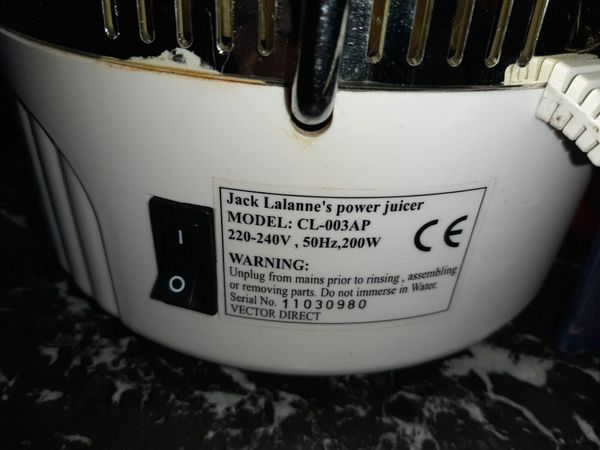 Jack Lalanne's power juicer
MODEL: CL-003AP
220-240V , 50Hz,200W
CE
WARNING:
Unplug from mains prior to rinsing , assembling
or removing parts. Do not immerse in Water.
Serial No. 11030980
VECTOR DIRECT
I
O